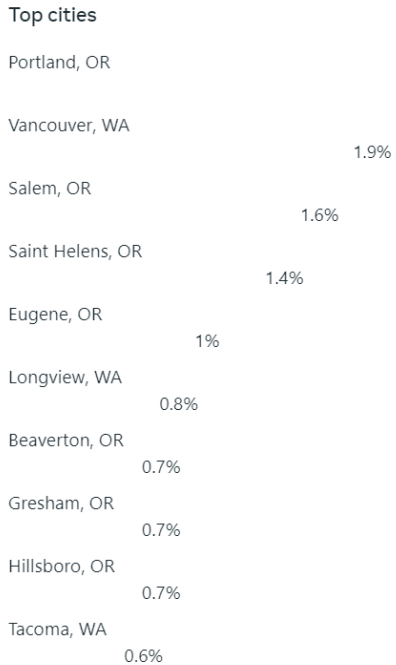 Top cities
Portland, OR
Vancouver, WA
1.9%
Salem, OR
1.6%
Saint Helens, OR
1.4%
Eugene, OR
1%
Longview, WA
0.8%
Beaverton, OR
0.7%
Gresham, OR
0.7%
Hillsboro, OR
0.7%
Tacoma, WA
0.6%